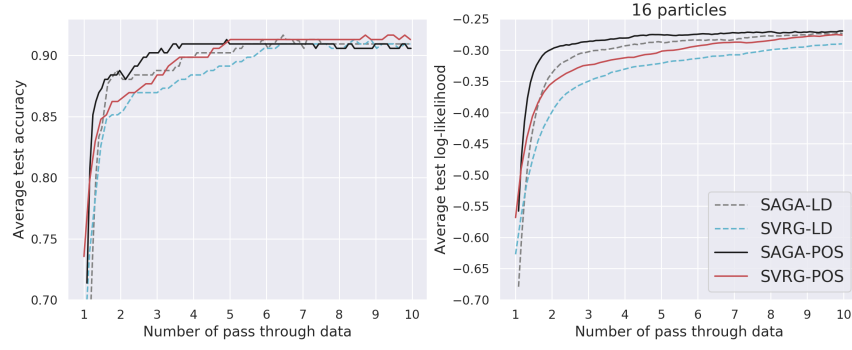 16 particles
Average test accuracy
0.90
0.85
0.80
0.75
0.70
1 2 3 4 5 6 7 8 9 10
Number of pass through data
Average test log-likelihood
−0.25
−0.30
−0.35
−0.40
−0.45
−0.50
−0.55
−0.60
−0.65
−0.70
1 2 3 4 5 6 7 8 9 10
Number of pass through data
SAGA-LD
SVRG-LD
SAGA-POS
SVRG-POS